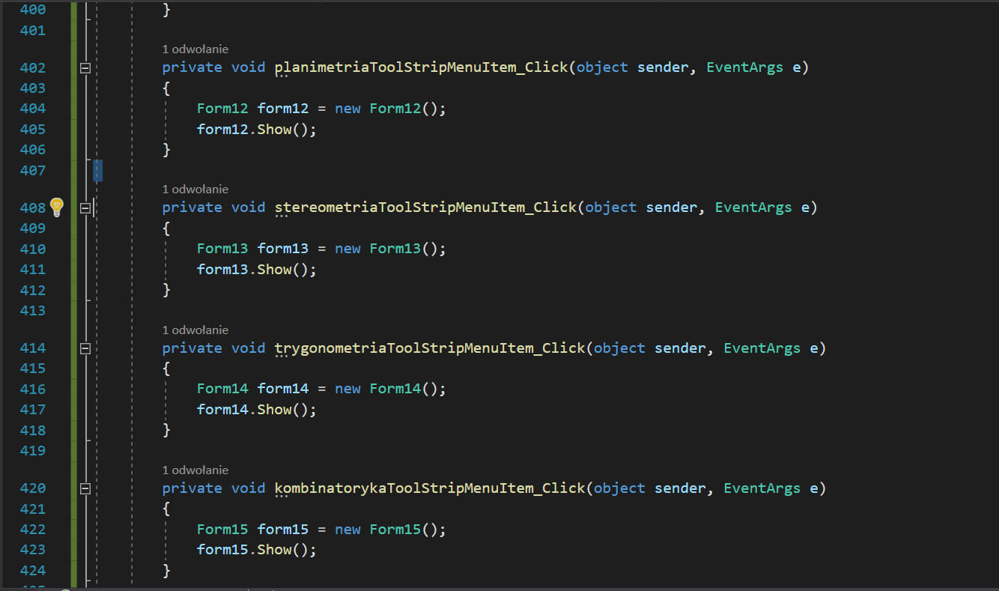 400 }
401
1 odwołanie
402 private void planimetriaToolStripMenuItem_Click(object sender, EventArgs e)
403 {
404 Form12 form12 = new Form12();
405 form12.Show();
406 }
407
1 odwołanie
408 private void stereometriaToolStripMenuItem_Click(object sender, EventArgs e)
409 {
410 Form13 form13 = new Form13();
411 form13.Show();
412 }
413
1 odwołanie
414 private void trygonometriaToolStripMenuItem_Click(object sender, EventArgs e)
415 {
416 Form14 form14 = new Form14();
417 form14.Show();
418 }
419
1 odwołanie
420 private void kombinatorykaToolStripMenuItem_Click(object sender, EventArgs e)
421 {
422 Form15 form15 = new Form15();
423 form15.Show();
424 }